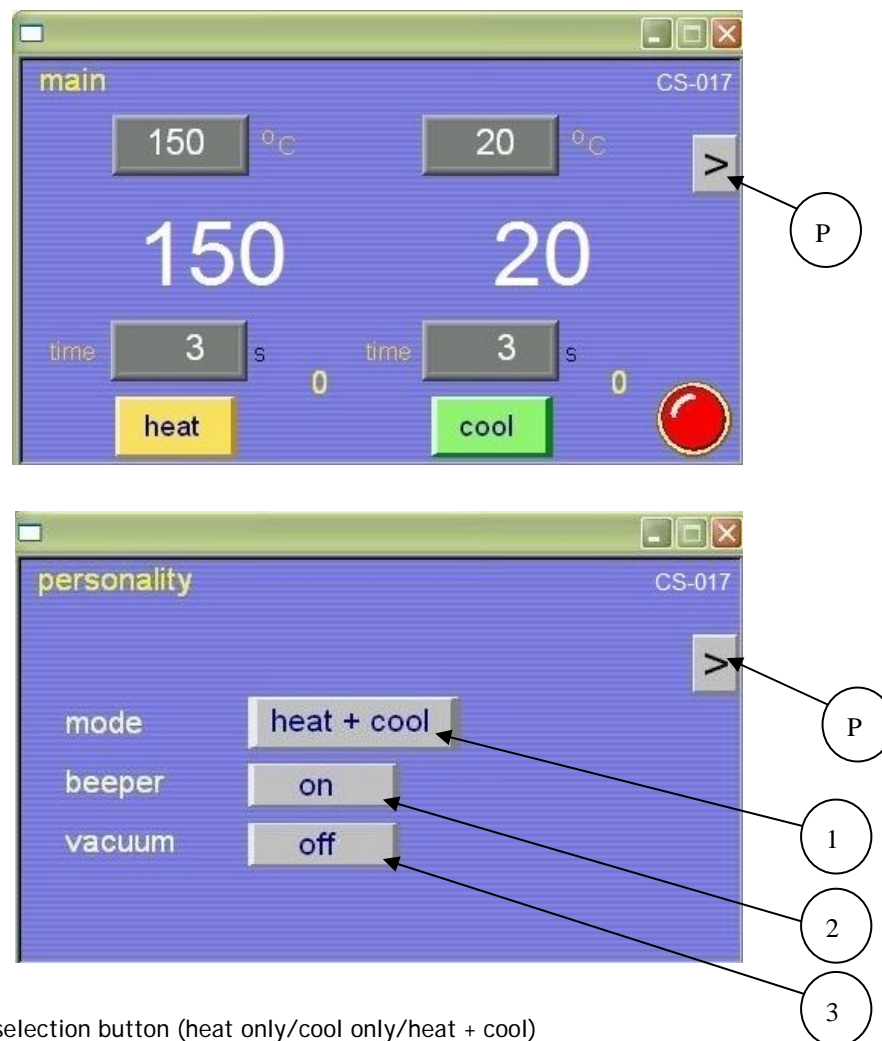 main
CS-017
150 °C 20 °C
>
P
150 20
time 3 s 0 time 3 s 0
heat cool
personality
CS-017
>
P
mode heat + cool
beeper on
vacuum off
1
2
3
selection button (heat only/cool only/heat + cool)